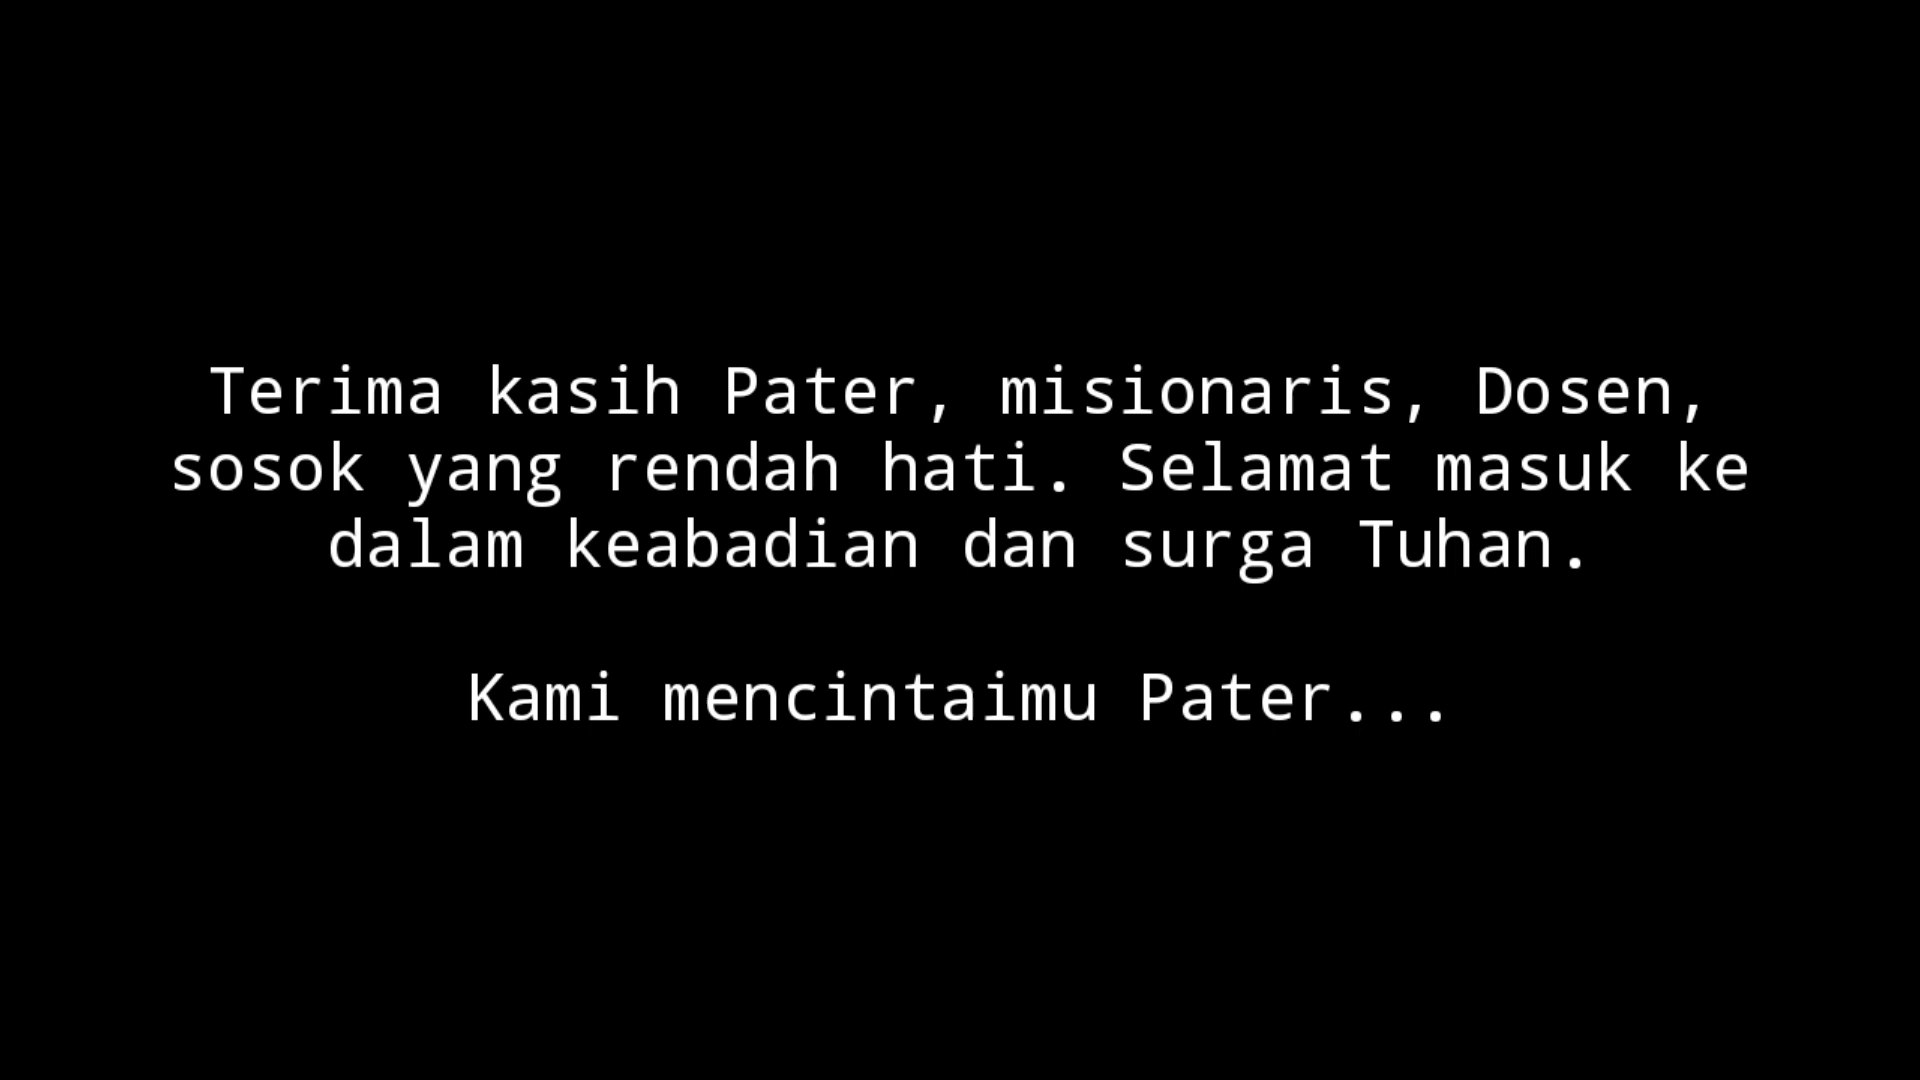 Terima kasih Pater, misionaris, Dosen,
sosok yang rendah hati. Selamat masuk ke
dalam keabadian dan surga Tuhan.
Kami mencintaimu Pater...